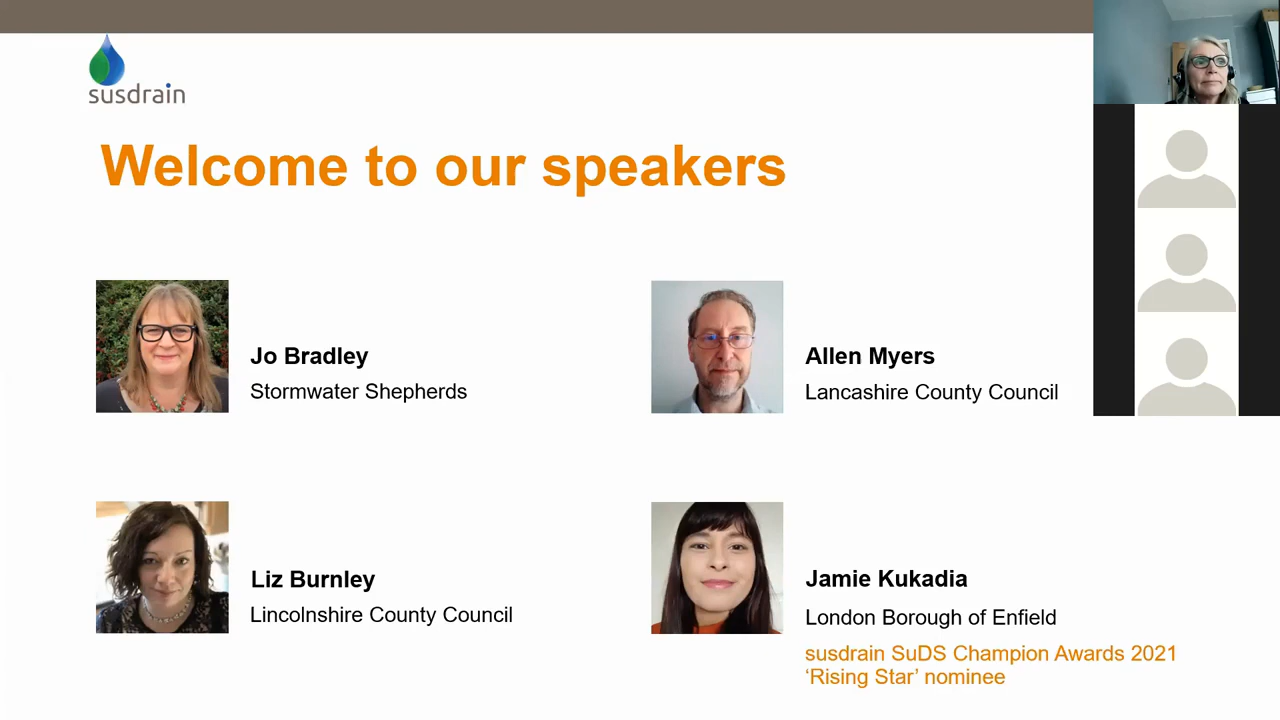 susdrain
Welcome to our speakers
Jo Bradley
Stormwater Shepherds
Allen Myers
Lancashire County Council
Liz Burnley
Lincolnshire County Council
Jamie Kukadia
London Borough of Enfield
susdrain SuDS Champion Awards 2021
‘Rising Star’ nominee